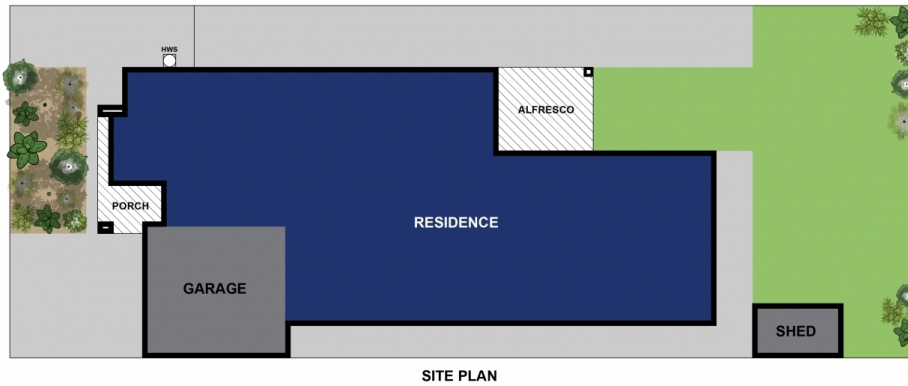 HWS
ALFRESCO
PORCH
RESIDENCE
GARAGE
SHED
SITE PLAN